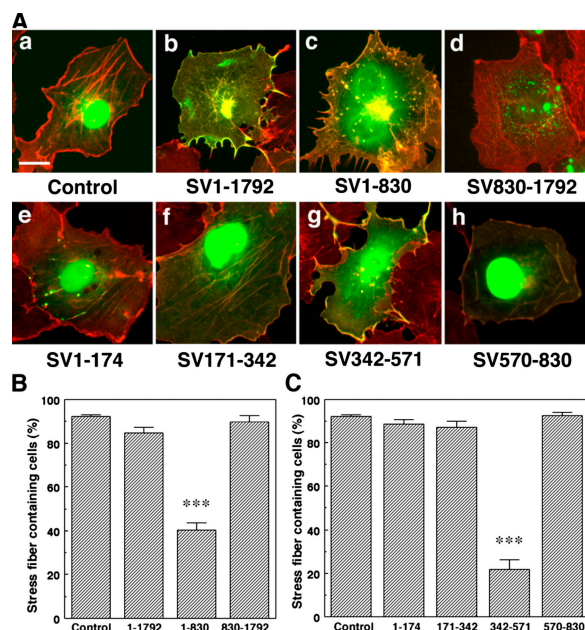 A
a b c d
Control SV1-1792 SV1-830 SV830-1792
e f g h
SV1-174 SV171-342 SV342-571 SV570-830
B C
Stress fiber containing cells (%)
100
80
60
40
20
0
***
Control 1-1792 1-830 830-1792
Stress fiber containing cells (%)
100
80
60
40
20
0
***
Control 1-174 171-342 342-571 570-830